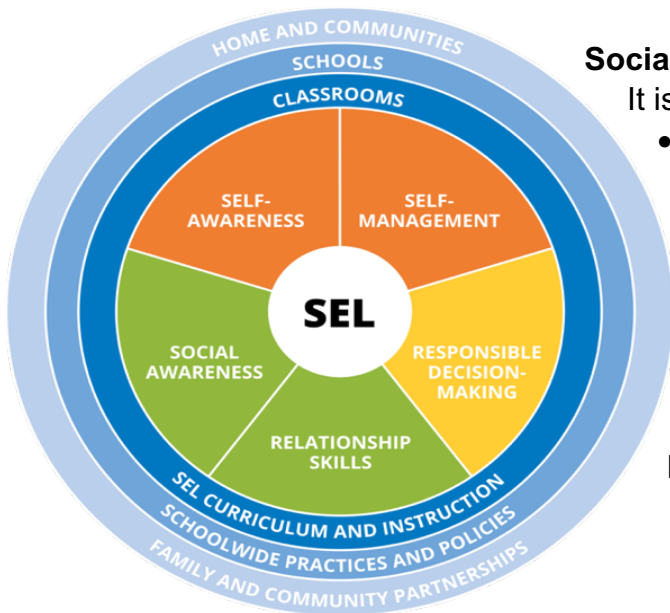 HOME AND COMMUNITIES
SCHOOLS
CLASSROOMS
SELF-
AWARENESS
SELF-
MANAGEMENT
SEL
SOCIAL
AWARENESS
RESPONSIBLE
DECISION-
MAKING
RELATIONSHIP
SKILLS
SEL CURRICULUM AND INSTRUCTION
SCHOOLWIDE PRACTICES AND POLICIES
FAMILY AND COMMUNITY PARTNERSHIPS
Socia
It is
•